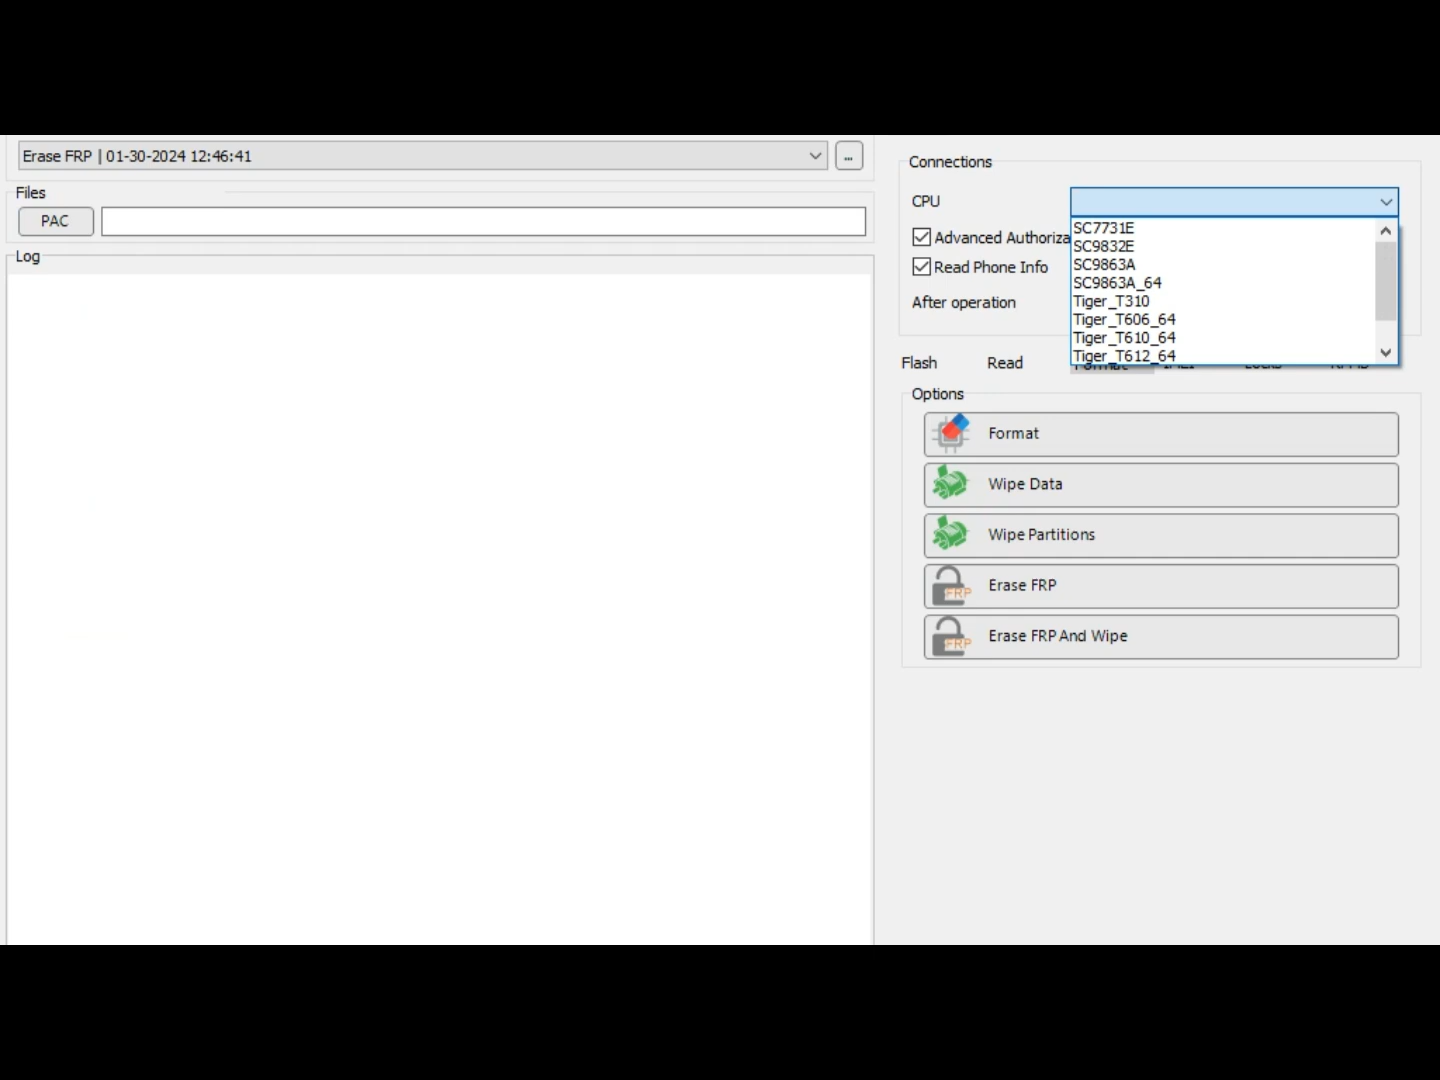 Erase FRP | 01-30-2024 12:46:41
...
Files
PAC
Log
Connections
CPU
SC7731E
SC9832E
SC9863A
SC9863A_64
Tiger_T310
Tiger_T606_64
Tiger_T610_64
Tiger_T612_64
Advanced Authoriza
Read Phone Info
After operation
Flash Read Format
Options
Format
Wipe Data
Wipe Partitions
Erase FRP
Erase FRP And Wipe